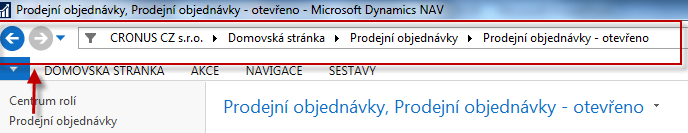 Prodejní objednávky, Prodejní objednávky - otevřeno - Microsoft Dynamics NAV
CRONUS CZ s.r.o. Domovská stránka Prodejní objednávky Prodejní objednávky - otevřeno
DOMOVSKÁ STRÁNKA AKCE NAVIGACE SESTAVY
Centrum rolí
Prodejní objednávky
Prodejní objednávky, Prodejní objednávky - otevřeno